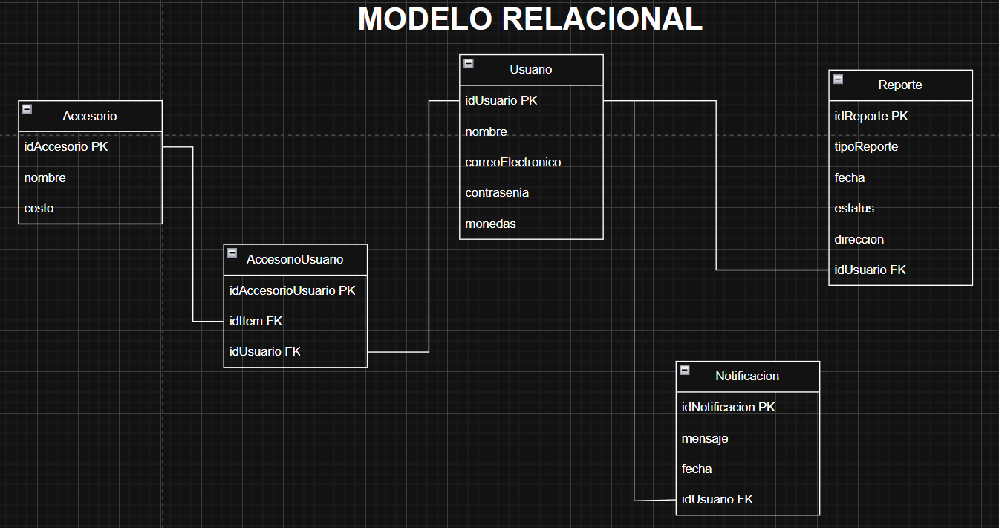 MODELO RELACIONAL
Accesorio
idAccesorio PK
nombre
costo
AccesorioUsuario
idAccesorioUsuario PK
idItem FK
idUsuario FK
Usuario
idUsuario PK
nombre
correoElectronico
contrasenia
monedas
Reporte
idReporte PK
tipoReporte
fecha
estatus
direccion
idUsuario FK
Notificacion
idNotificacion PK
mensaje
fecha
idUsuario FK